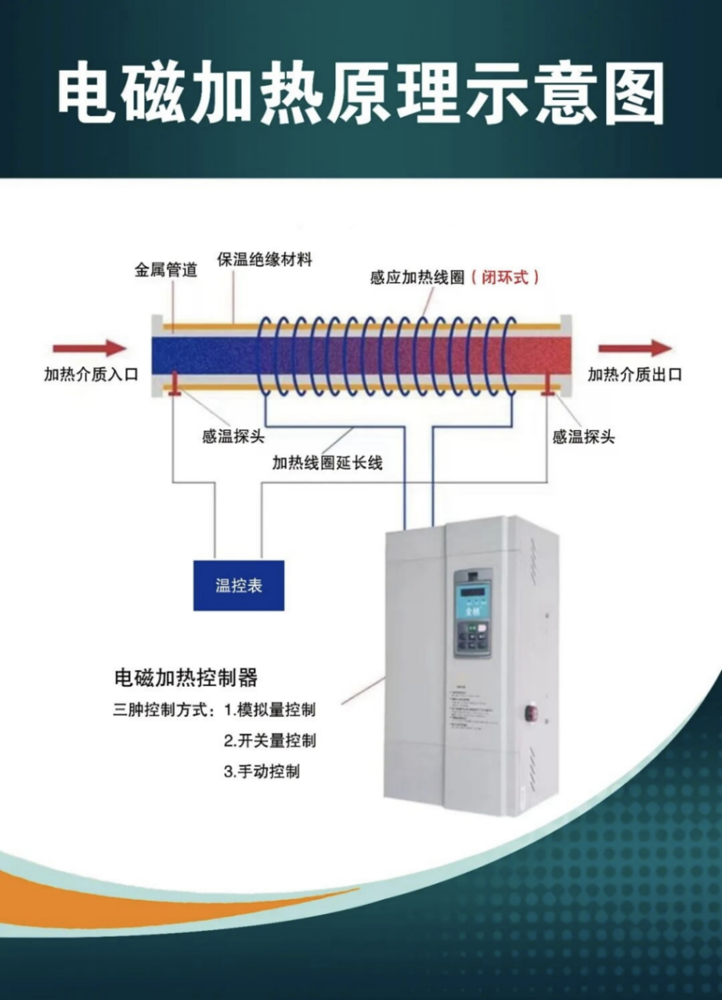 电磁加热原理示意图
保温绝缘材料
金属管道
感应加热线圈（闭环式）
加热介质入口
加热介质出口
感温探头
感温探头
加热线圈延长线
温控表
电磁加热控制器
三肿控制方式：1.模拟量控制
2.开关量控制
3.手动控制